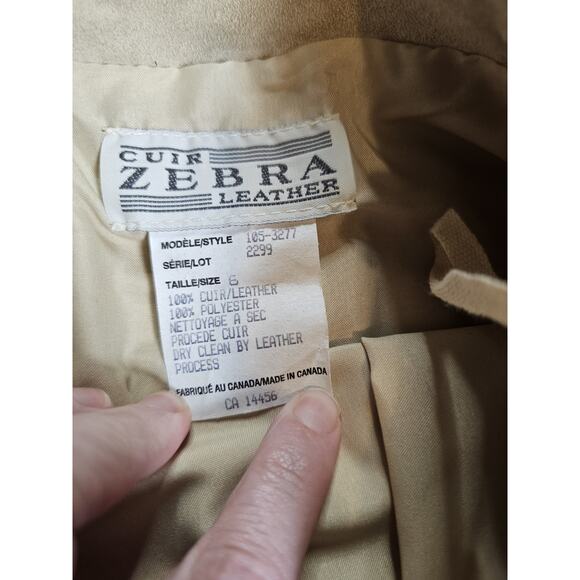 CUIR
ZEBRA
LEATHER
MODÈLE/STYLE 105-3277
SÉRIE/LOT 2299
TAILLE/SIZE 6
100% CUIR/LEATHER
100% POLYESTER
NETTOYAGE A SEC
PROCEDE CUIR
DRY CLEAN BY LEATHER
PROCESS
FABRIQUÉ AU CANADA/MADE IN CANADA
CA 14456